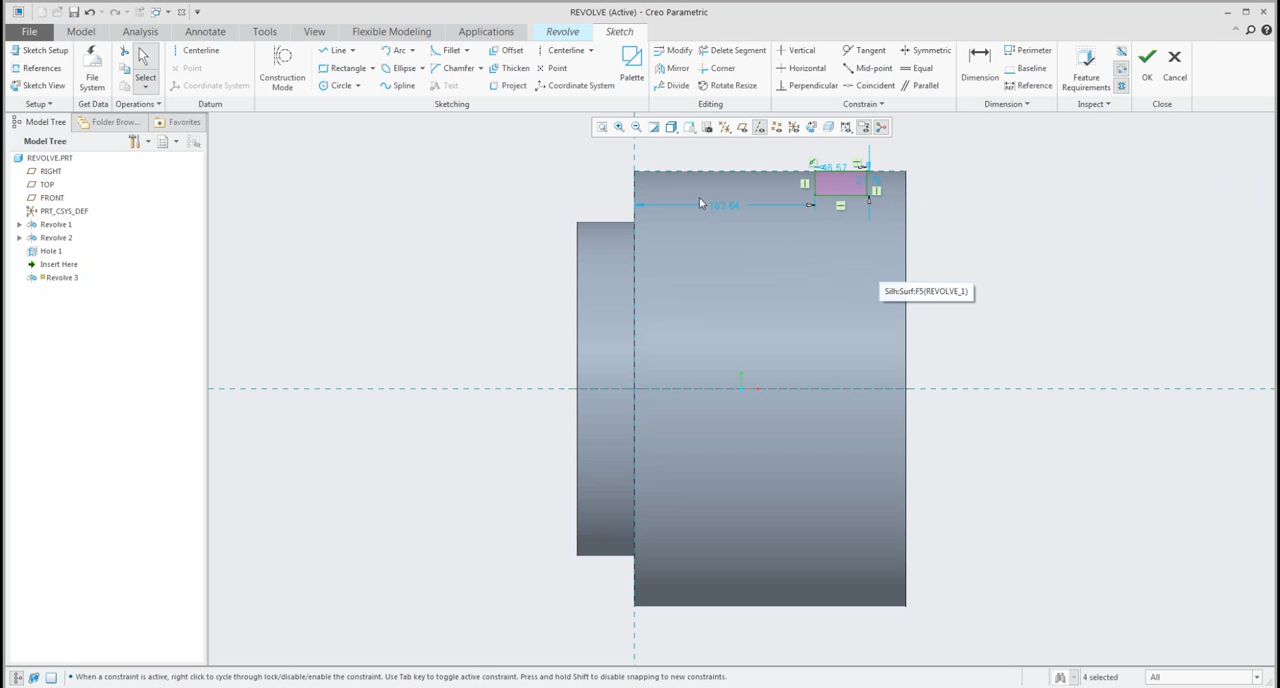 REVOLVE (Active) - Creo Parametric
File Model Analysis Annotate Tools View Flexible Modeling Applications Revolve Sketch
Sketch Setup
References
Sketch View
Setup
File System
Get Data
Select
Operations
Centerline
Point
Coordinate System
Datum
Construction Mode
Line Arc Fillet Offset Centerline
Rectangle Ellipse Chamfer Thicken Point
Circle Spline Project Coordinate System
Palette
Sketching
Modify Delete Segment
Mirror Corner
Divide Rotate Resize
Editing
Vertical Tangent Symmetric
Horizontal Mid-point Equal
Perpendicular Coincident Parallel
Constrain
Dimension
Perimeter
Baseline
Reference
Dimension
Feature Requirements
Inspect
OK
Cancel
Close
Model Tree Folder Brow... Favorites
Model Tree
REVOLVE.PRT
RIGHT
TOP
FRONT
PRT_CSYS_DEF
Revolve 1
Revolve 2
Hole 1
Insert Here
Revolve 3
46.57
162.64
Silh:Surf:F5(REVOLVE_1)
When a constraint is active, right click to cycle through lock/disable/enable the constraint. Use Tab key to toggle active constraint. Press and hold Shift to disable snapping to new constraints.
4 selected
All